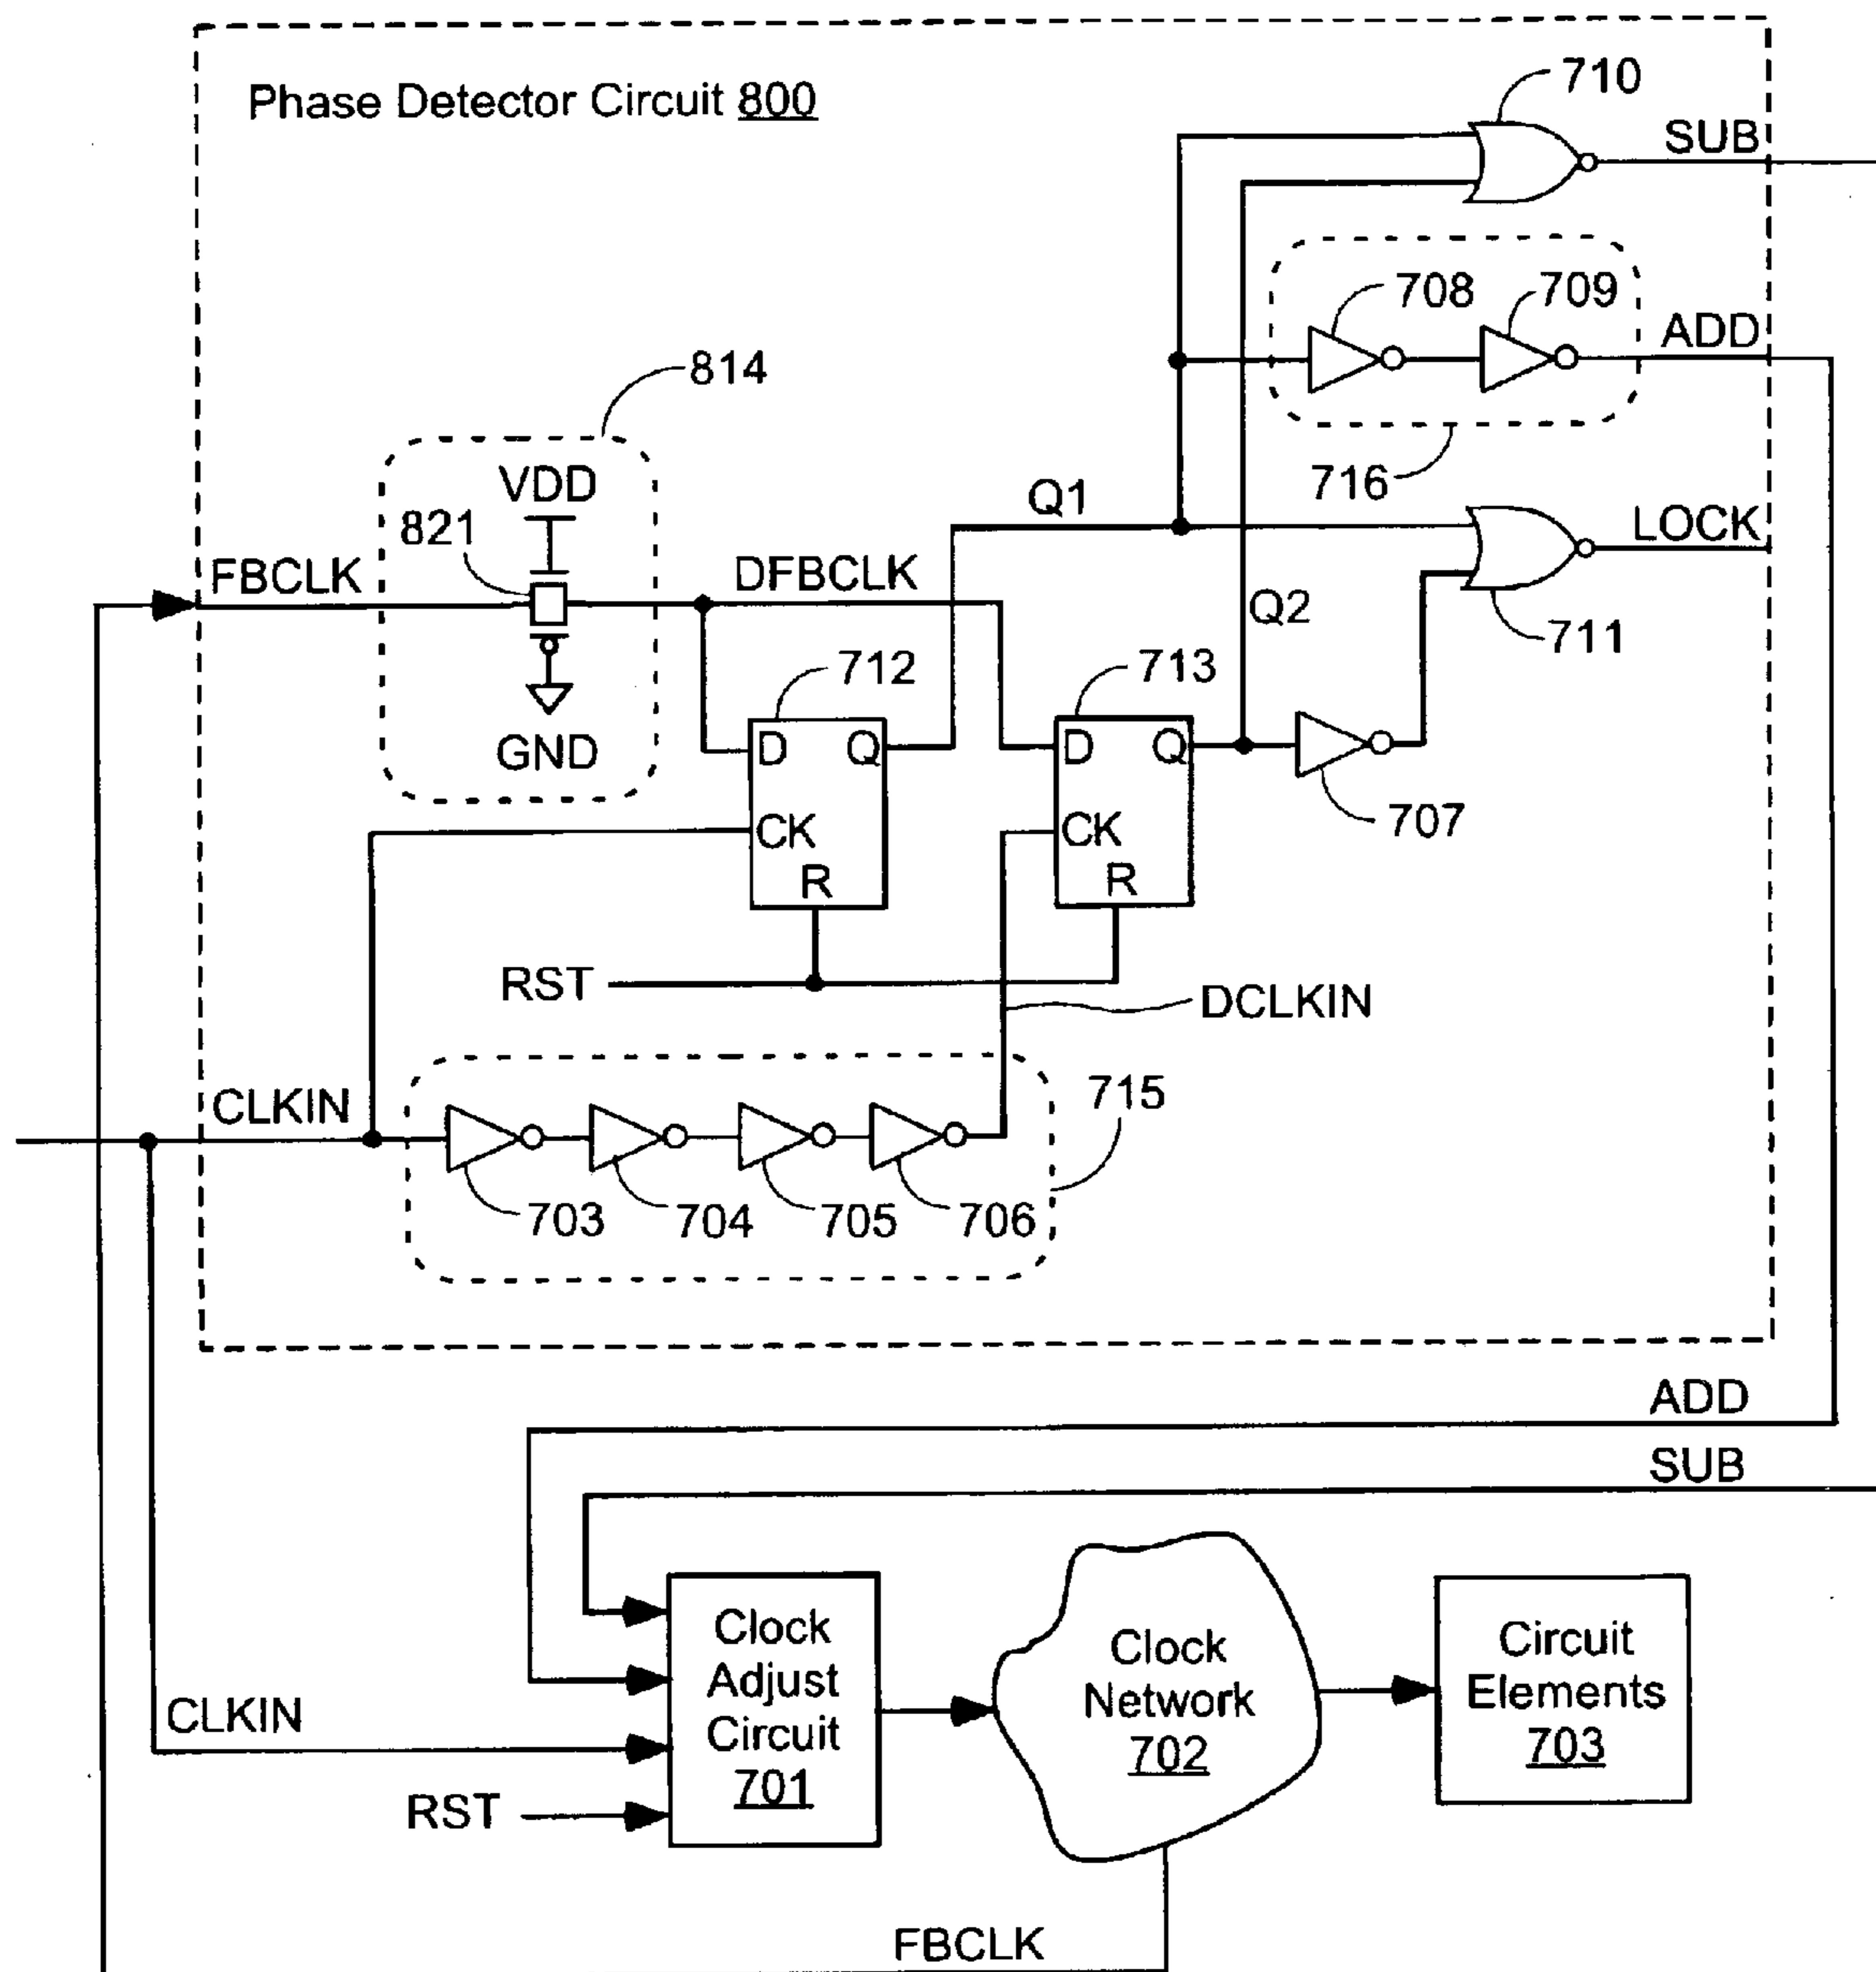 Phase Detector Circuit 800
710
SUB
708
709
ADD
814
716
VDD
821
Q1
LOCK
FBCLK
DFBCLK
Q2
711
712
713
GND
D
Q
D
Q
707
CK
CK
R
R
RST
DCLKIN
CLKIN
715
703
704
705
706
ADD
SUB
Clock
Adjust
Circuit
701
Clock
Network
702
Circuit
Elements
703
CLKIN
RST
FBCLK